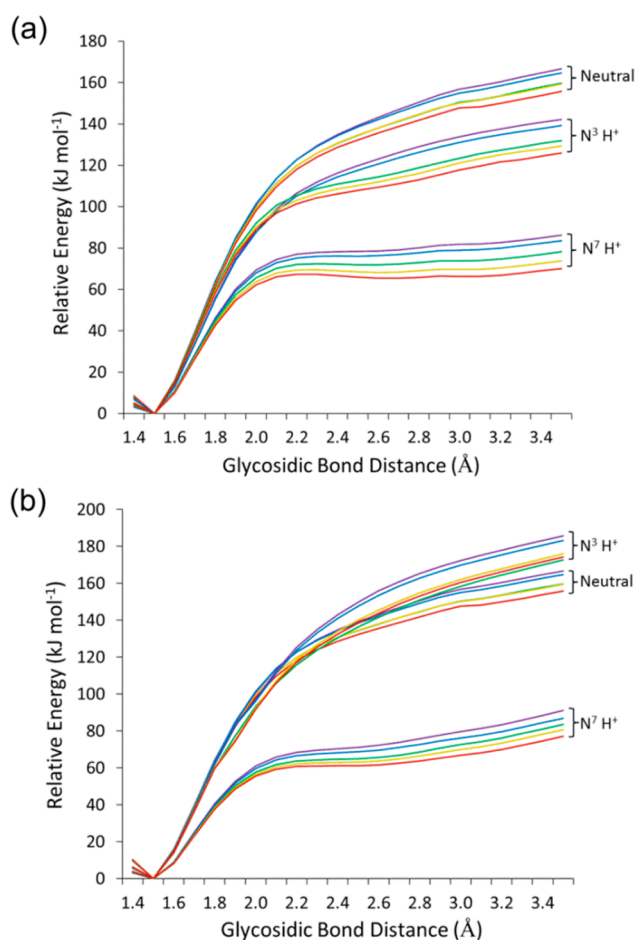 (a)
180
160
140
120
100
80
60
40
20
0
Relative Energy (kJ mol⁻¹)
Neutral
N³ H⁺
N⁷ H⁺
1.4 1.6 1.8 2.0 2.2 2.4 2.6 2.8 3.0 3.2 3.4
Glycosidic Bond Distance (Å)
(b)
200
180
160
140
120
100
80
60
40
20
0
Relative Energy (kJ mol⁻¹)
N³ H⁺
Neutral
N⁷ H⁺
1.4 1.6 1.8 2.0 2.2 2.4 2.6 2.8 3.0 3.2 3.4
Glycosidic Bond Distance (Å)